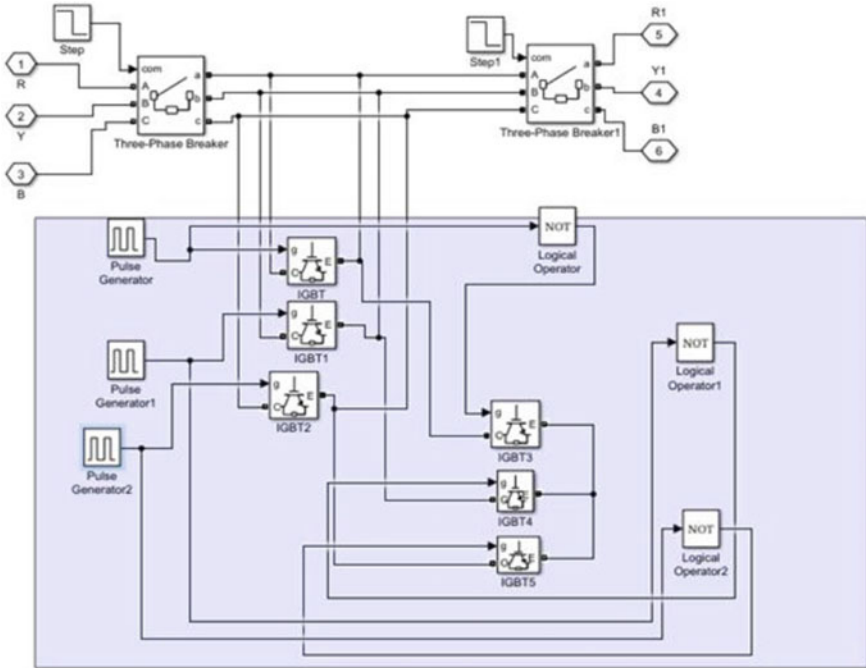 R1
5
Step
Step1
1
R
com
A
B
C
a
b
c
com
A
B
C
a
b
c
Y1
4
2
Y
Three-Phase Breaker
Three-Phase Breaker1
B1
6
3
B
Pulse
Generator
g
C
E
IGBT
NOT
Logical
Operator
g
C
E
IGBT1
Pulse
Generator1
NOT
Logical
Operator1
g
C
E
IGBT2
g
C
E
IGBT3
Pulse
Generator2
g
C
E
IGBT4
NOT
Logical
Operator2
g
C
E
IGBT5